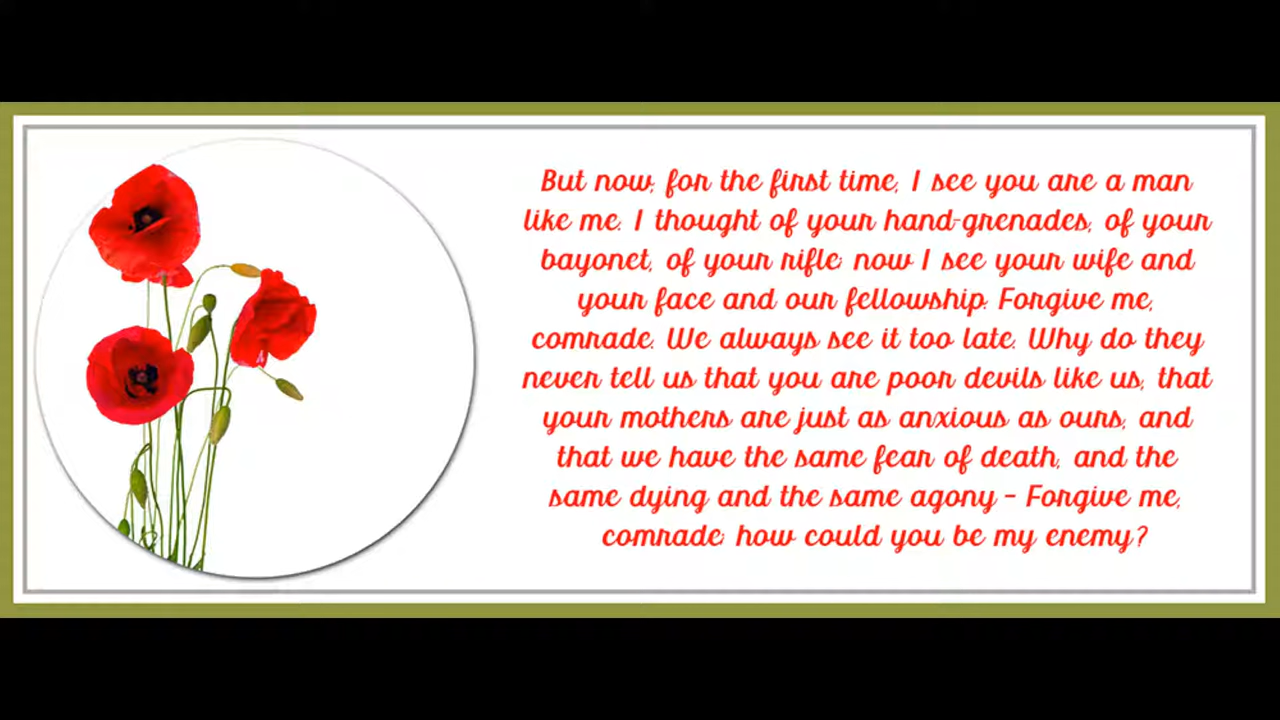 But now, for the first time, I see you are a man
like me. I thought of your hand-grenades, of your
bayonet, of your rifle; now I see your wife and
your face and our fellowship. Forgive me,
comrade. We always see it too late. Why do they
never tell us that you are poor devils like us, that
your mothers are just as anxious as ours, and
that we have the same fear of death, and the
same dying and the same agony – Forgive me,
comrade; how could you be my enemy?